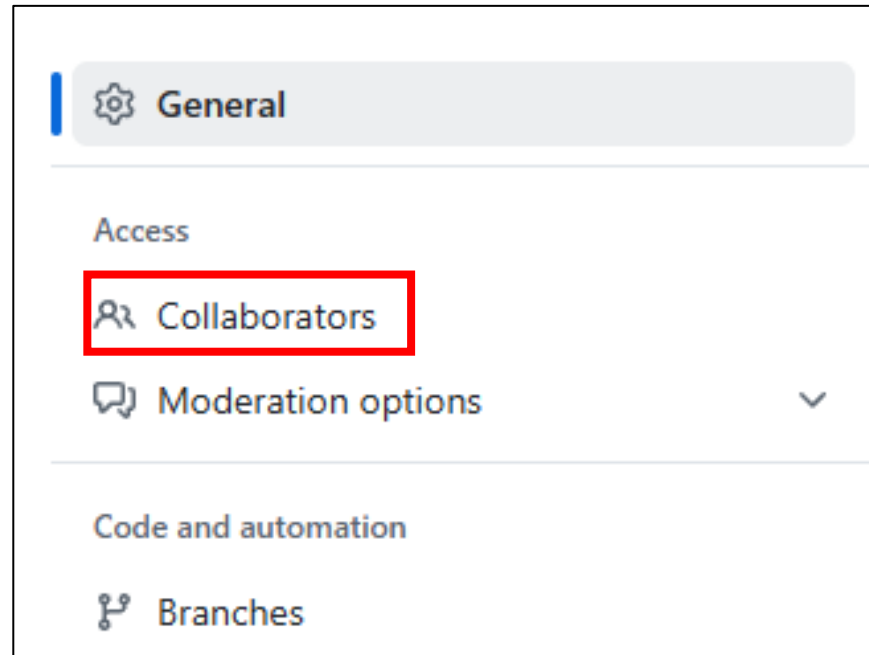 General
Access
Collaborators
Moderation options
Code and automation
Branches